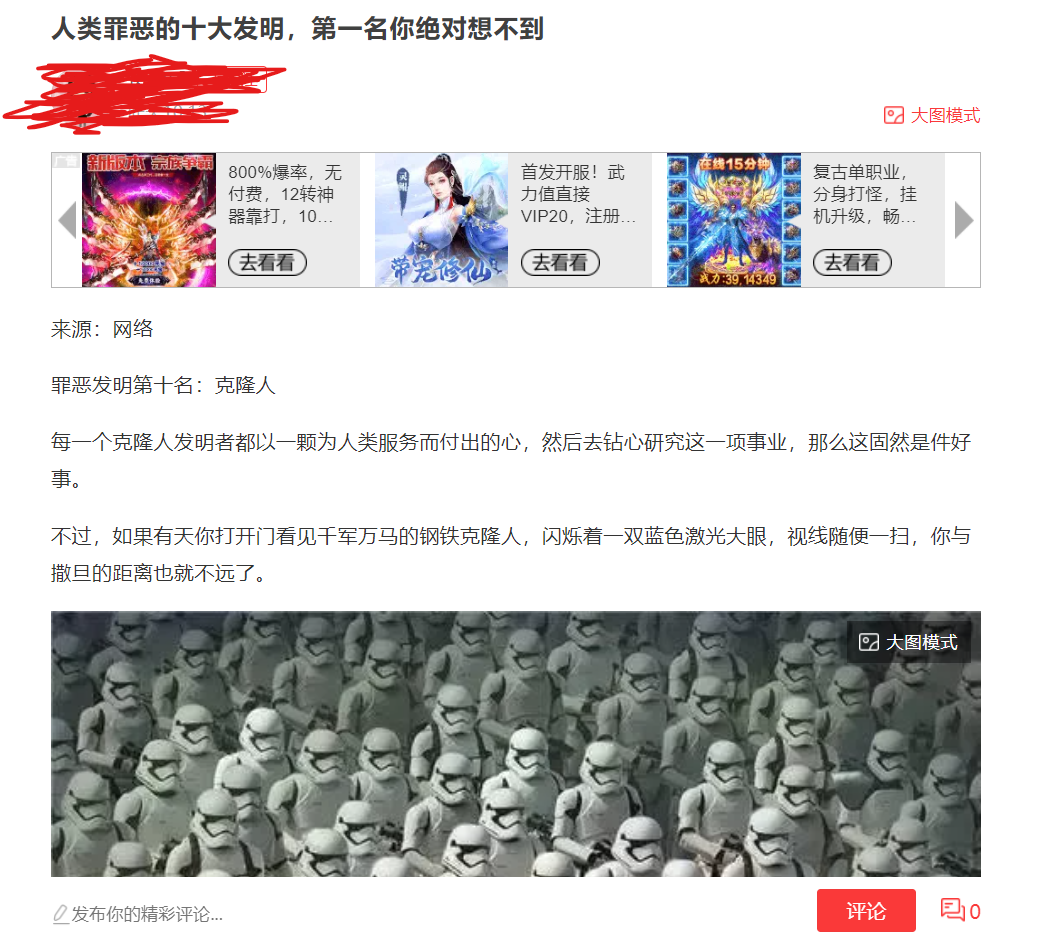 人类罪恶的十大发明，第一名你绝对想不到
大图模式
广告
新版本 宗族争霸
免费体验
800%爆率，无
付费，12转神
器靠打，10...
去看看
灵宠
带宠修仙
首发开服！武
力值直接
VIP20，注册...
去看看
在线15分钟
战力:39,14349
复古单职业，
分身打怪，挂
机升级，畅...
去看看
来源：网络
罪恶发明第十名：克隆人
每一个克隆人发明者都以一颗为人类服务而付出的心，然后去钻心研究这一项事业，那么这固然是件好
事。
不过，如果有天你打开门看见千军万马的钢铁克隆人，闪烁着一双蓝色激光大眼，视线随便一扫，你与
撒旦的距离也就不远了。
大图模式
发布你的精彩评论...
评论
0